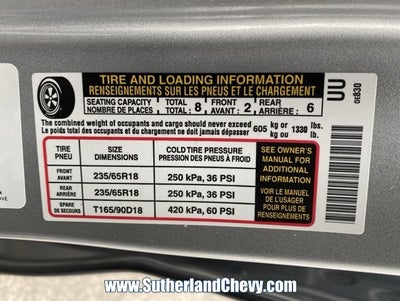 TIRE AND LOADING INFORMATION
RENSEIGNEMENTS SUR LES PNEUS ET LE CHARGEMENT
SEATING CAPACITY TOTAL : 8 FRONT : 2 REAR : 6
NOMBRE DE PLACES TOTAL : AVANT : ARRIÈRE :
The combined weight of occupants and cargo should never exceed 605 kg or 1330 lbs.
Le poids total des occupants et du chargement ne doit jamais dépasser kg ou lb.
TIRE SIZE COLD TIRE PRESSURE
PNEU DIMENSIONS PRESSION DES PNEUS À FROID
FRONT
AVANT 235/65R18 250 kPa, 36 PSI
REAR
ARRIÈRE 235/65R18 250 kPa, 36 PSI
SPARE
DE SECOURS T165/90D18 420 kPa, 60 PSI
SEE OWNER'S
MANUAL FOR
ADDITIONAL
INFORMATION
VOIR LE MANUEL
DE L'USAGER
POUR PLUS DE
RENSEIGNEMENTS
UU
OE830
www.SutherlandChevy.com